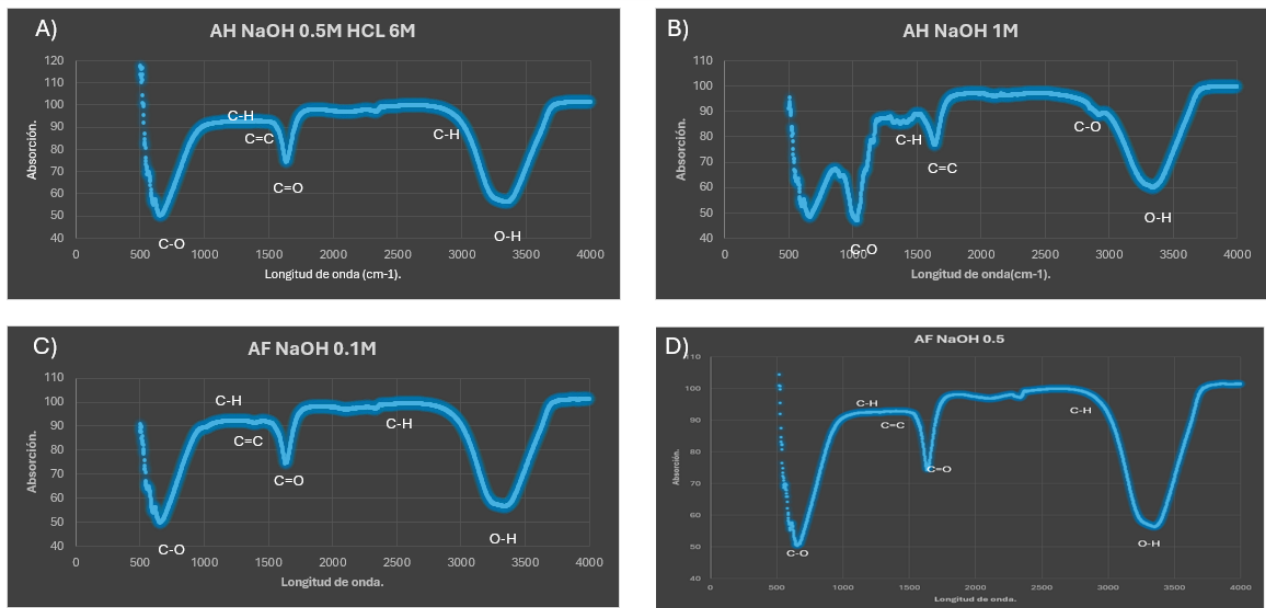 A)
AH NaOH 0.5M HCL 6M
Absorción.
120
110
100
90
80
70
60
50
40
0
500
1000
1500
2000
2500
3000
3500
4000
C-H
C=C
C=O
C-H
C-O
O-H
Longitud de onda (cm-1).
B)
AH NaOH 1M
Absorción.
110
100
90
80
70
60
50
40
0
500
1000
1500
2000
2500
3000
3500
4000
C-O
C-H
C=C
O-H
C-O
Longitud de onda(cm-1).
C)
AF NaOH 0.1M
Absorción.
110
100
90
80
70
60
50
40
0
500
1000
1500
2000
2500
3000
3500
4000
C-H
C=C
C-H
C=O
C-O
O-H
Longitud de onda.
D)
AF NaOH 0.5
Absorción.
110
100
90
80
70
60
50
40
0
500
1000
1500
2000
2500
3000
3500
4000
C-H
C=C
C-H
C=O
C-O
O-H
Longitud de onda.